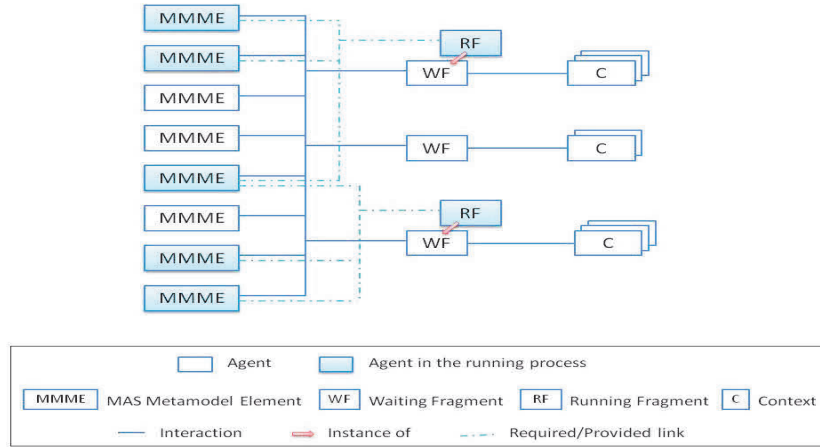 MMME
RF
MMME
WF
C
MMME
MMME
WF
C
MMME
MMME
RF
MMME
WF
C
MMME
Agent
Agent in the running process
MMME MAS Metamodel Element WF Waiting Fragment RF Running Fragment C Context
Interaction Instance of Required/Provided link